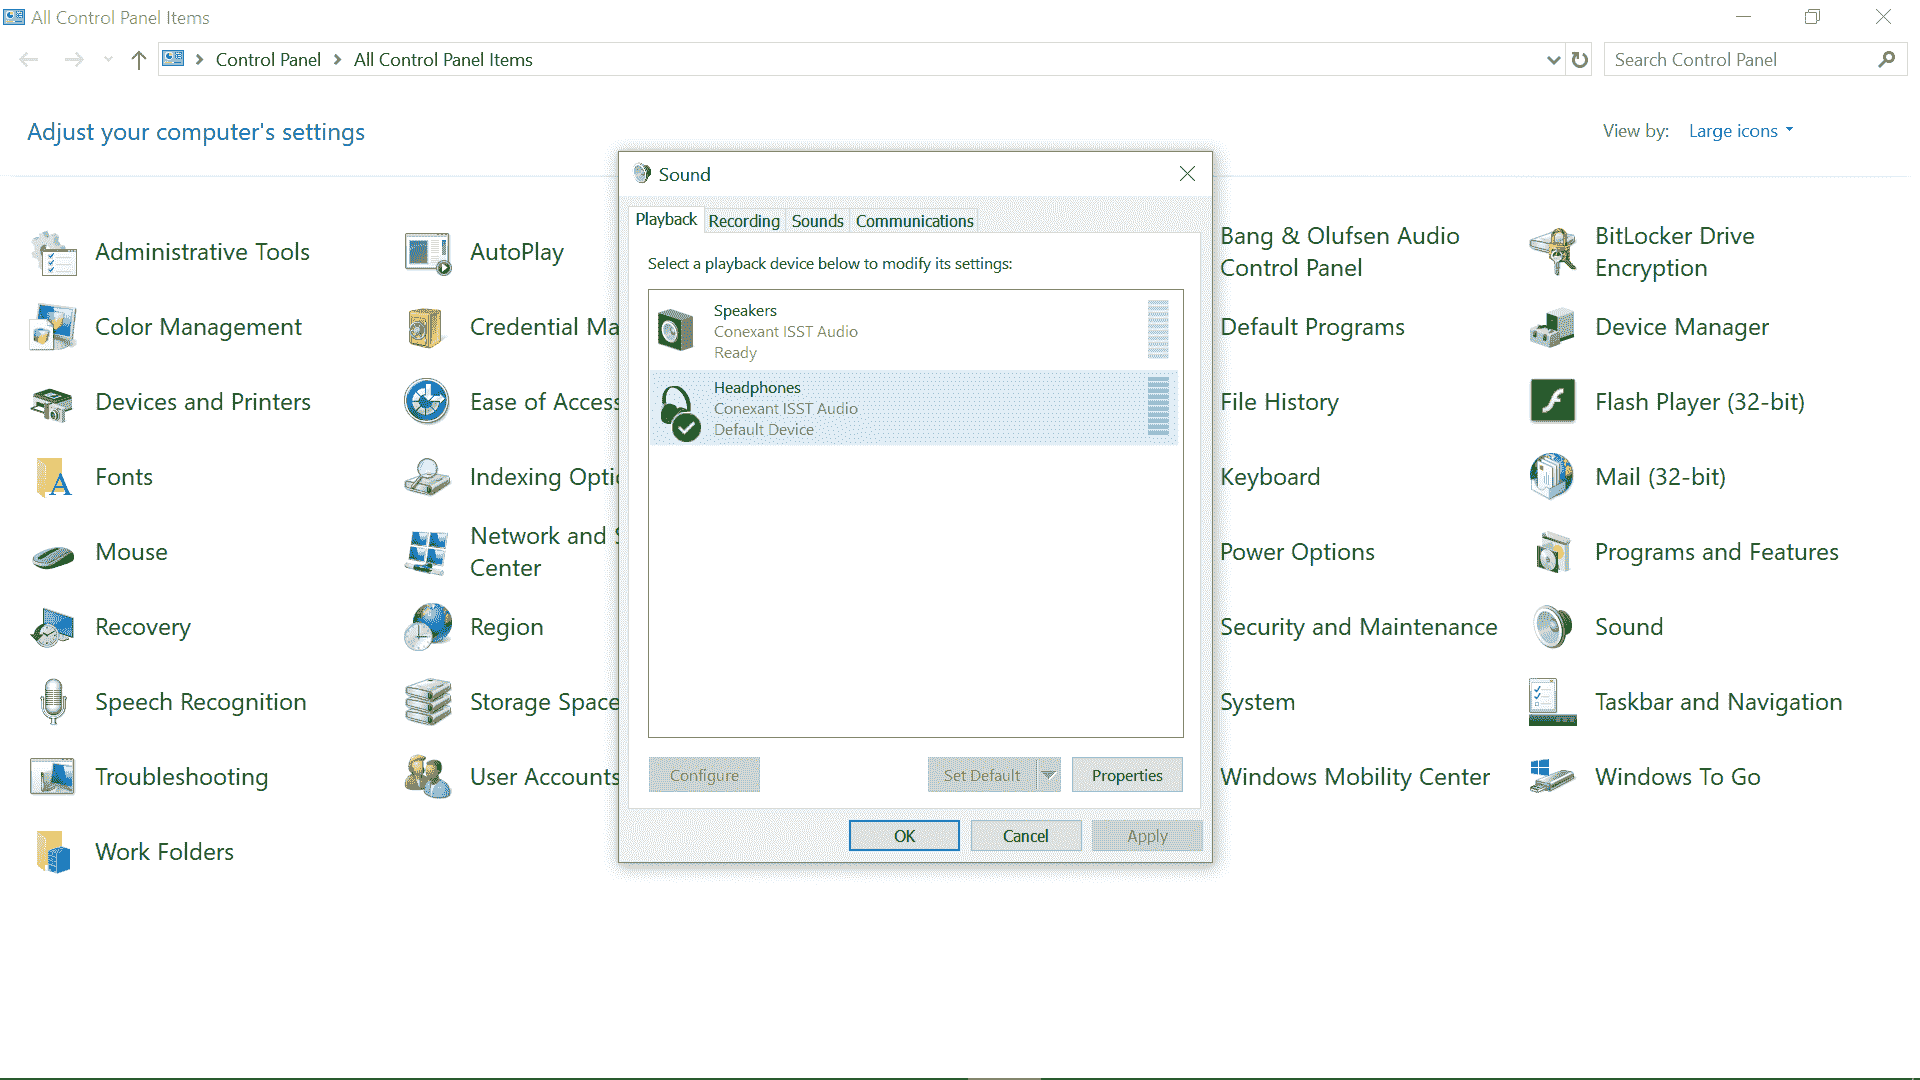 All Control Panel Items
Control Panel
All Control Panel Items
Search Control Panel
Adjust your computer's settings
View by:
Large icons
Sound
Playback
Recording
Sounds
Communications
Select a playback device below to modify its settings:
Speakers
Conexant ISST Audio
Ready
Headphones
Conexant ISST Audio
Default Device
Configure
Set Default
Properties
OK
Cancel
Apply
Administrative Tools
AutoPlay
Bang & Olufsen Audio
Control Panel
BitLocker Drive
Encryption
Color Management
Credential Ma
Default Programs
Device Manager
Devices and Printers
Ease of Access
File History
Flash Player (32-bit)
Fonts
Indexing Opti
Keyboard
Mail (32-bit)
Mouse
Network and S
Center
Power Options
Programs and Features
Recovery
Region
Security and Maintenance
Sound
Speech Recognition
Storage Space
System
Taskbar and Navigation
Troubleshooting
User Accounts
Windows Mobility Center
Windows To Go
Work Folders